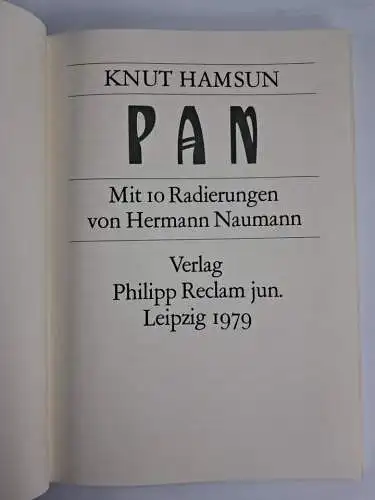 KNUT HAMSUN
PAN
Mit 10 Radierungen
von Hermann Naumann
Verlag
Philipp Reclam jun.
Leipzig 1979